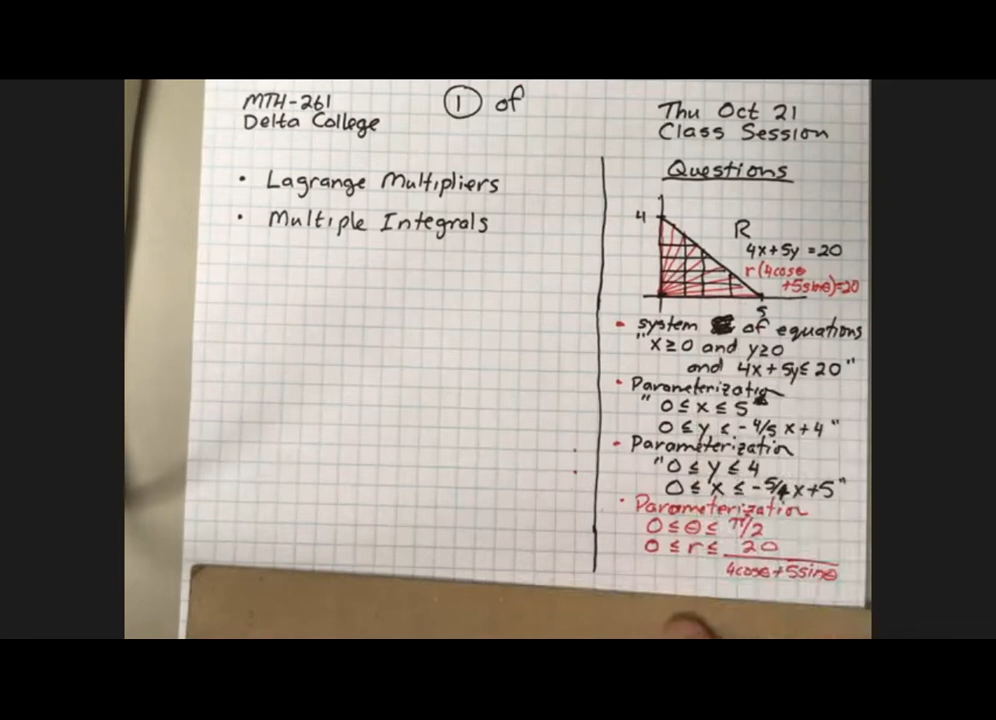 MTH-261
Delta College
1 of
Thu Oct 21
Class Session
• Lagrange Multipliers
• Multiple Integrals
Questions
4
R
4x+5y=20
r(4cosθ
+5sinθ)=20
5
• system of equations
"x≥0 and y≥0
and 4x+5y≤20"
• Parameterization
"0≤x≤5
0≤y≤-4/5x+4"
• Parameterization
"0≤y≤4
0≤x≤-5/4x+5"
• Parameterization
0≤θ≤π/2
0≤r≤20
4cosθ+5sinθ